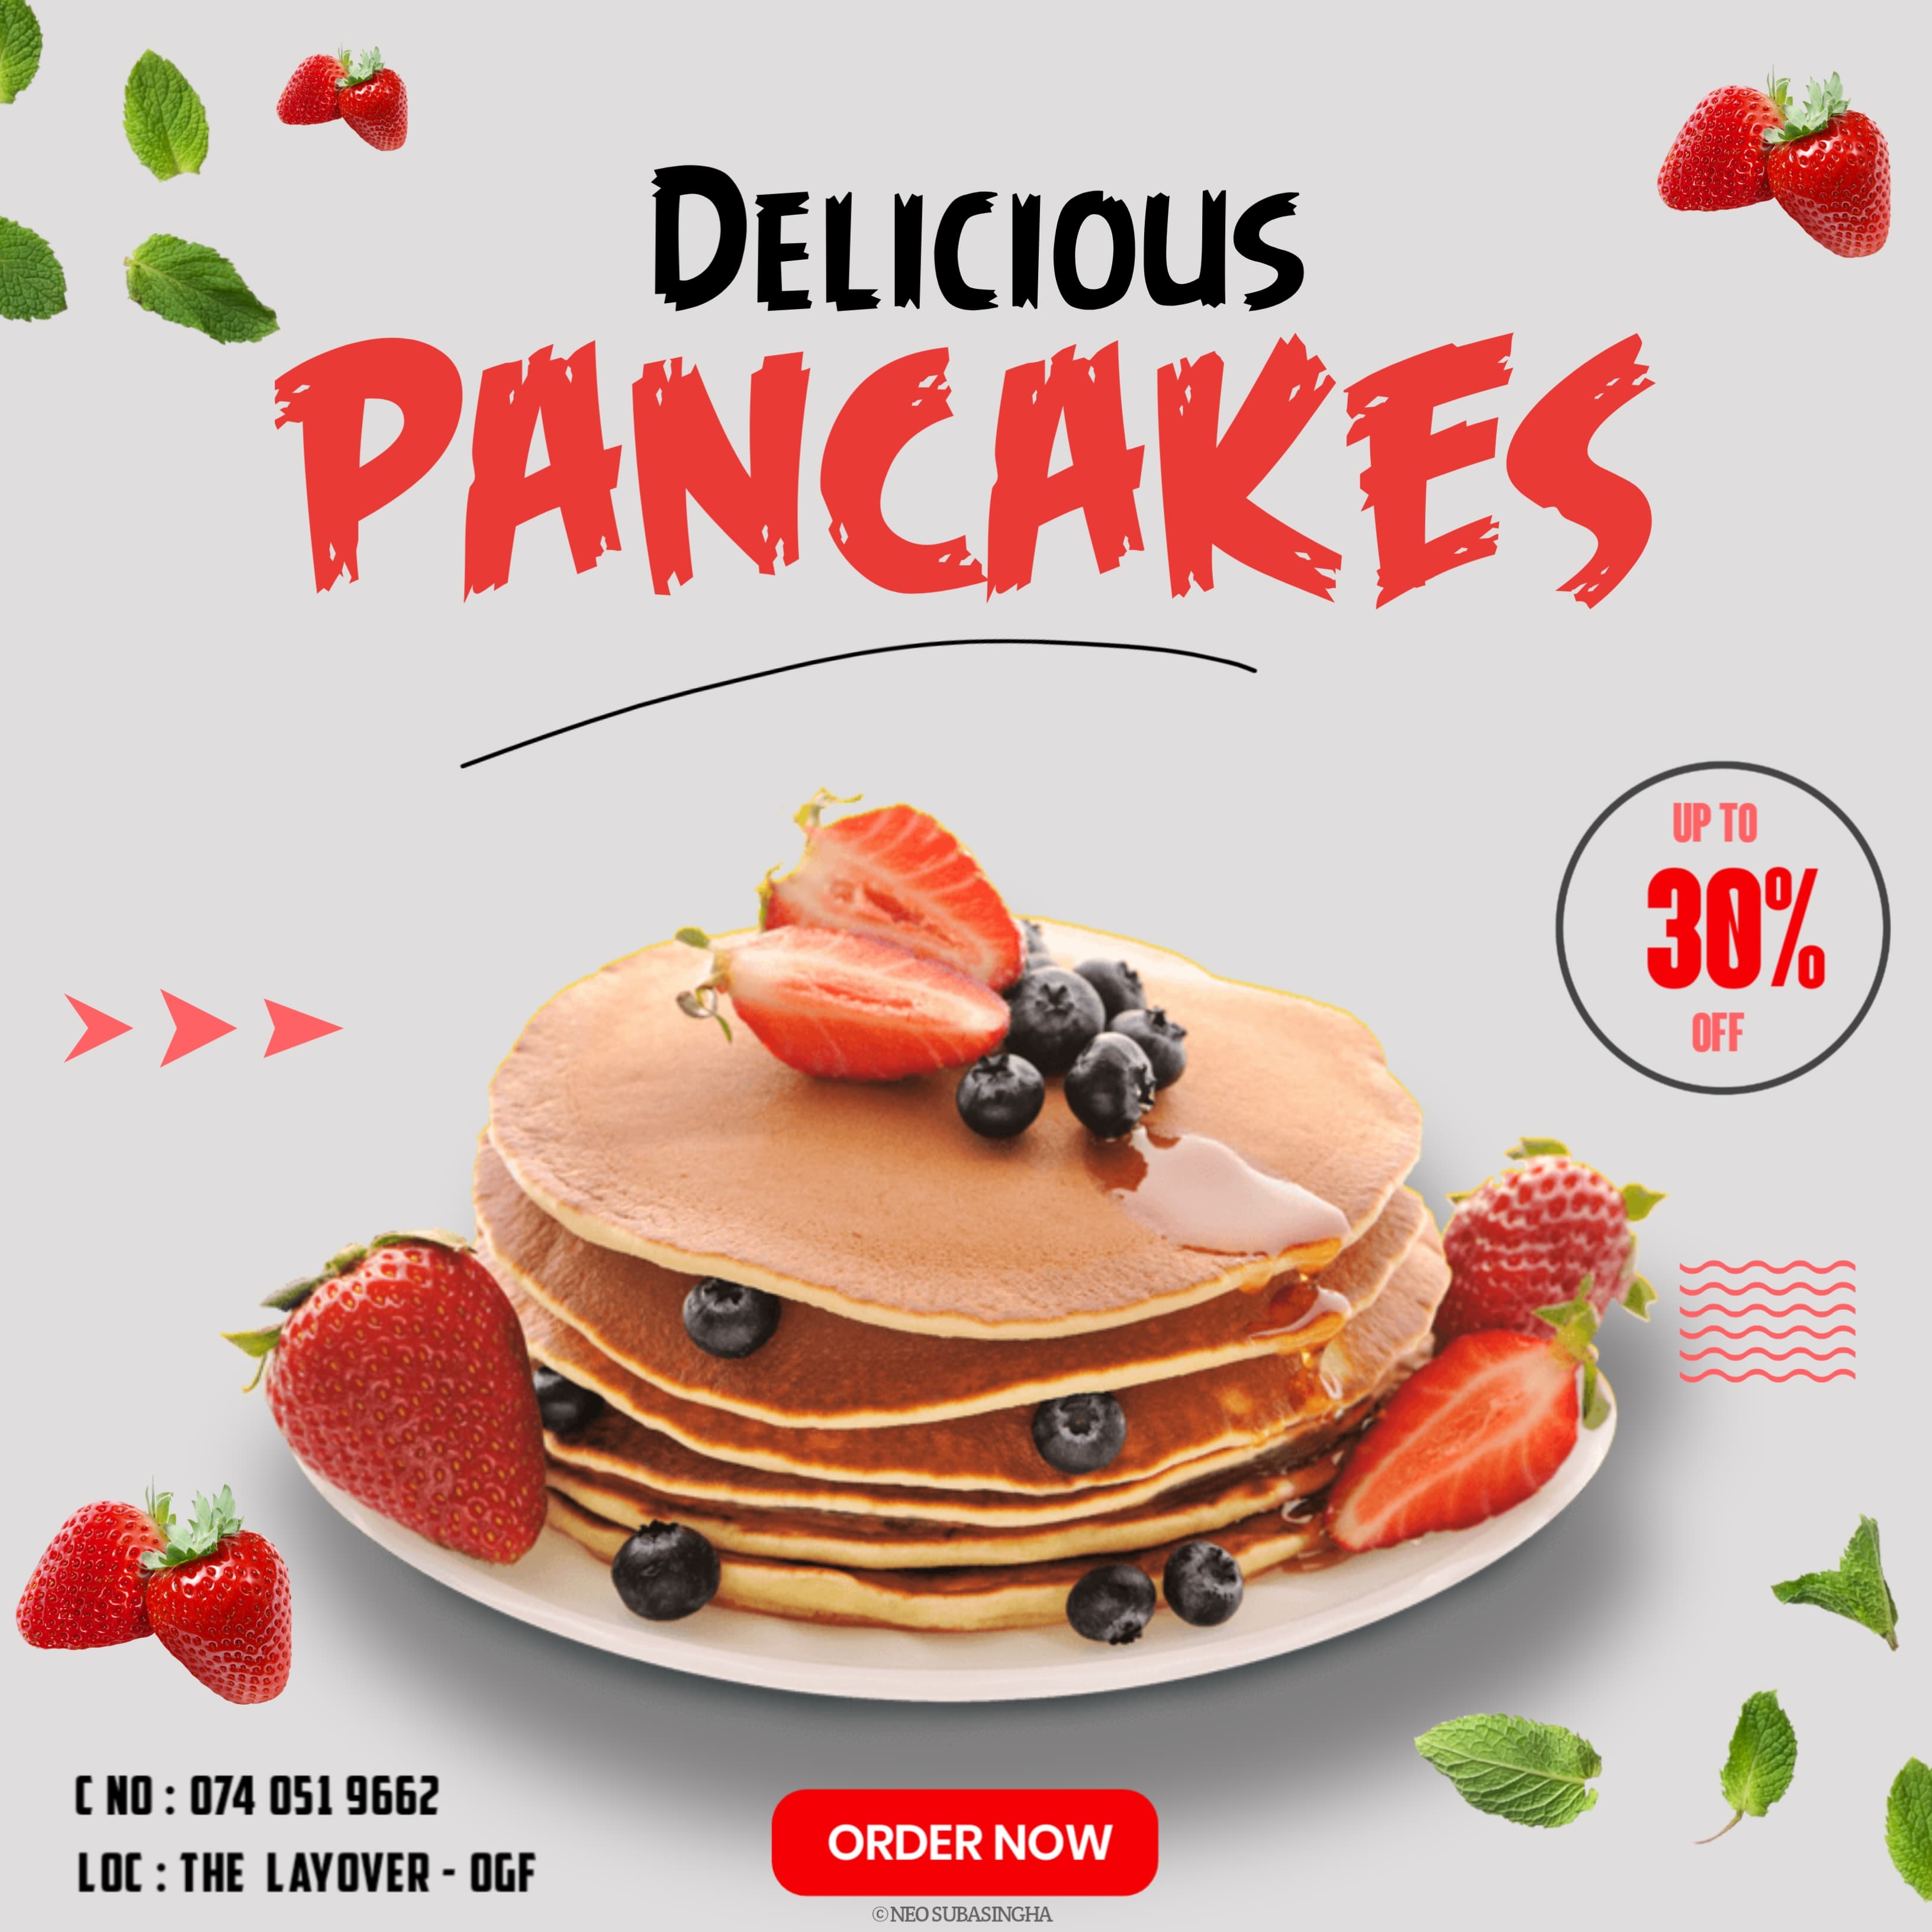 DELICIOUS
PANCAKES
UP TO
30%
OFF
C NO : 074 051 9662
LOC : THE LAYOVER - OGF
ORDER NOW
© NEO SUBASINGHA